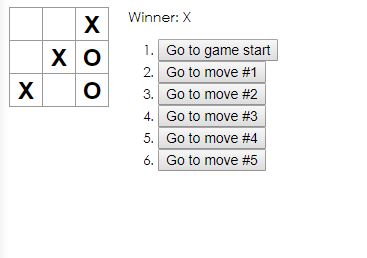 X
X O
X O
Winner: X
1. Go to game start
2. Go to move #1
3. Go to move #2
4. Go to move #3
5. Go to move #4
6. Go to move #5